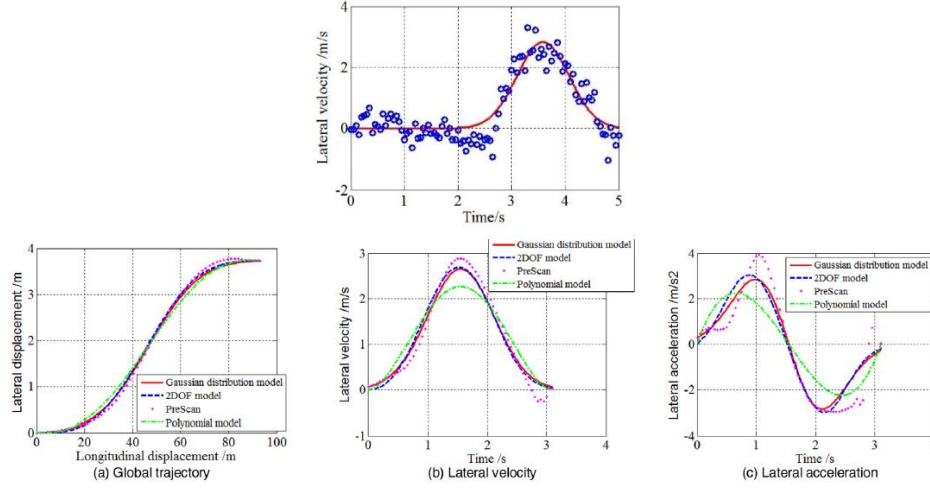 4
2
0
-2
Lateral velocity /m/s
0 1 2 3 4 5
Time/s
4
3
2
1
0
Lateral displacement /m
Gaussian distribution model
2DOF model
PreScan
Polynomial model
0 20 40 60 80 100
Longitudinal displacement /m
(a) Global trajectory
4
3
2
1
0
-1
Lateral velocity /m/s
Gaussian distribution model
2DOF model
PreScan
Polynomial model
0 1 2 3 4
Time /s
(b) Lateral velocity
4
2
0
-2
-4
Lateral acceleration /m/s2
Gaussian distribution model
2DOF model
PreScan
Polynomial model
0 1 2 3 4
Time /s
(c) Lateral acceleration